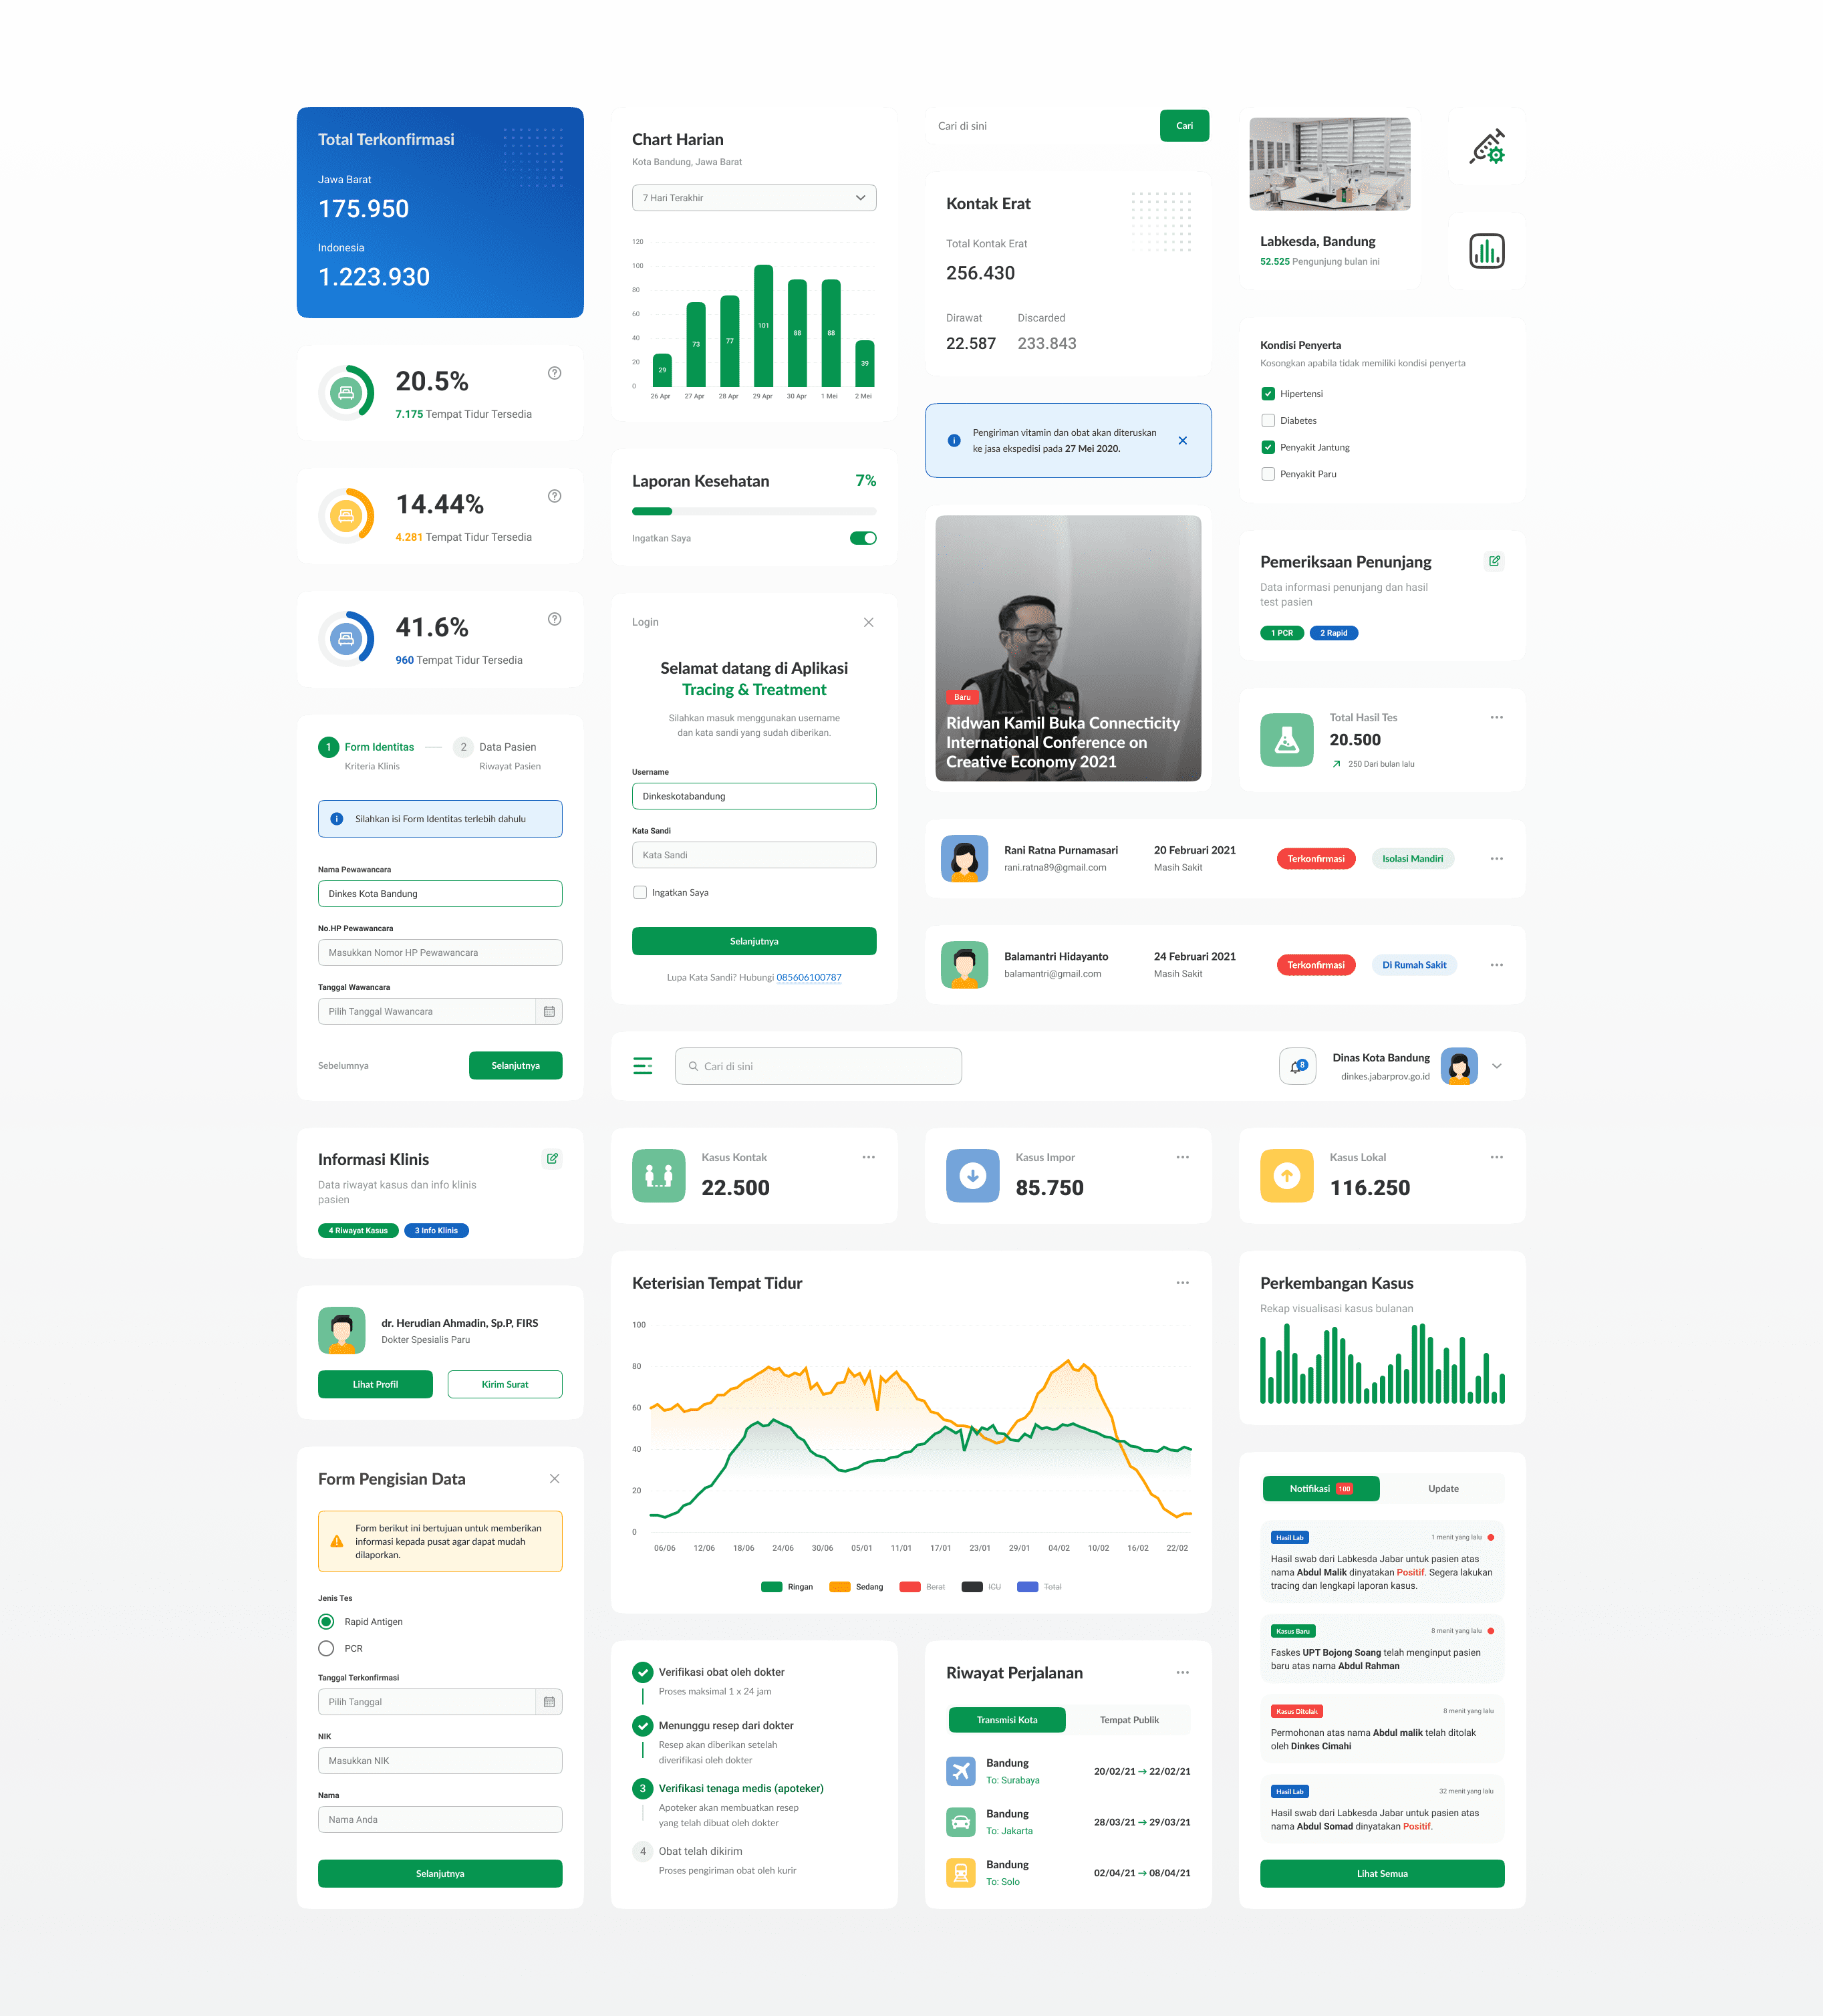 Total Terkonfirmasi
Jawa Barat
175.950
Indonesia
1.223.930
20.5%
7.175 Tempat Tidur Tersedia
14.44%
4.281 Tempat Tidur Tersedia
41.6%
960 Tempat Tidur Tersedia
1 Form Identitas
Kriteria Klinis
2 Data Pasien
Riwayat Pasien
Silahkan isi Form Identitas terlebih dahulu
Nama Pewawancara
Dinkes Kota Bandung
No.HP Pewawancara
Masukkan Nomor HP Pewawancara
Tanggal Wawancara
Pilih Tanggal Wawancara
Sebelumnya
Selanjutnya
Informasi Klinis
Data riwayat kasus dan info klinis
pasien
4 Riwayat Kasus
3 Info Klinis
dr. Herudian Ahmadin, Sp.P, FIRS
Dokter Spesialis Paru
Lihat Profil
Kirim Surat
Form Pengisian Data
Form berikut ini bertujuan untuk memberikan
informasi kepada pusat agar dapat mudah
dilaporkan.
Jenis Tes
Rapid Antigen
PCR
Tanggal Terkonfirmasi
Pilih Tanggal
NIK
Masukkan NIK
Nama
Nama Anda
Selanjutnya
Chart Harian
Kota Bandung, Jawa Barat
7 Hari Terakhir
120
100
80
60
40
20
0
29
73
77
101
88
88
39
26 Apr
27 Apr
28 Apr
29 Apr
30 Apr
1 Mei
2 Mei
Laporan Kesehatan
7%
Ingatkan Saya
Login
Selamat datang di Aplikasi
Tracing & Treatment
Silahkan masuk menggunakan username
dan kata sandi yang sudah diberikan.
Username
Dinkeskotabandung
Kata Sandi
Kata Sandi
Ingatkan Saya
Selanjutnya
Lupa Kata Sandi? Hubungi 085606100787
Cari di sini
Cari
Kontak Erat
Total Kontak Erat
256.430
Dirawat
22.587
Discarded
233.843
Pengiriman vitamin dan obat akan diteruskan
ke jasa ekspedisi pada 27 Mei 2020.
Baru
Ridwan Kamil Buka Connecticity
International Conference on
Creative Economy 2021
Labkesda, Bandung
52.525 Pengunjung bulan ini
Kondisi Penyerta
Kosongkan apabila tidak memiliki kondisi penyerta
Hipertensi
Diabetes
Penyakit Jantung
Penyakit Paru
Pemeriksaan Penunjang
Data informasi penunjang dan hasil
test pasien
1 PCR
2 Rapid
Total Hasil Tes
20.500
250 Dari bulan lalu
Rani Ratna Purnamasari
rani.ratna89@gmail.com
20 Februari 2021
Masih Sakit
Terkonfirmasi
Isolasi Mandiri
Balamantri Hidayanto
balamantri@gmail.com
24 Februari 2021
Masih Sakit
Terkonfirmasi
Di Rumah Sakit
Cari di sini
8
Dinas Kota Bandung
dinkes.jabarprov.go.id
Kasus Kontak
22.500
Kasus Impor
85.750
Kasus Lokal
116.250
Keterisian Tempat Tidur
100
80
60
40
20
0
06/06
12/06
18/06
24/06
30/06
05/01
11/01
17/01
23/01
29/01
04/02
10/02
16/02
22/02
Ringan
Sedang
Berat
ICU
Total
Perkembangan Kasus
Rekap visualisasi kasus bulanan
Verifikasi obat oleh dokter
Proses maksimal 1 x 24 jam
Menunggu resep dari dokter
Resep akan diberikan setelah
diverifikasi oleh dokter
3 Verifikasi tenaga medis (apoteker)
Apoteker akan membuatkan resep
yang telah dibuat oleh dokter
4 Obat telah dikirim
Proses pengiriman obat oleh kurir
Riwayat Perjalanan
Transmisi Kota
Tempat Publik
Bandung
To: Surabaya
20/02/21 → 22/02/21
Bandung
To: Jakarta
28/03/21 → 29/03/21
Bandung
To: Solo
02/04/21 → 08/04/21
Notifikasi 100
Update
Hasil Lab
1 menit yang lalu
Hasil swab dari Labkesda Jabar untuk pasien atas
nama Abdul Malik dinyatakan Positif. Segera lakukan
tracing dan lengkapi laporan kasus.
Kasus Baru
8 menit yang lalu
Faskes UPT Bojong Soang telah menginput pasien
baru atas nama Abdul Rahman
Kasus Ditolak
8 menit yang lalu
Permohonan atas nama Abdul malik telah ditolak
oleh Dinkes Cimahi
Hasil Lab
32 menit yang lalu
Hasil swab dari Labkesda Jabar untuk pasien atas
nama Abdul Somad dinyatakan Positif.
Lihat Semua